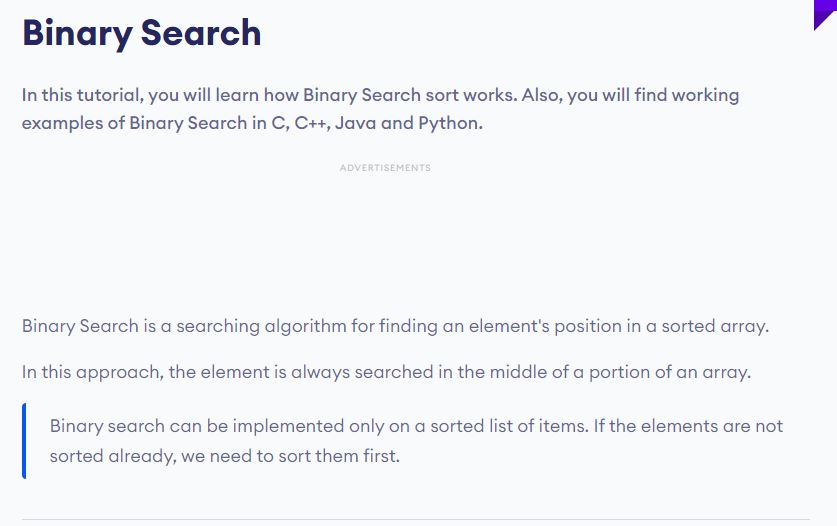 Binary Search
In this tutorial, you will learn how Binary Search sort works. Also, you will find working
examples of Binary Search in C, C++, Java and Python.
ADVERTISEMENTS
Binary Search is a searching algorithm for finding an element's position in a sorted array.
In this approach, the element is always searched in the middle of a portion of an array.
Binary search can be implemented only on a sorted list of items. If the elements are not
sorted already, we need to sort them first.